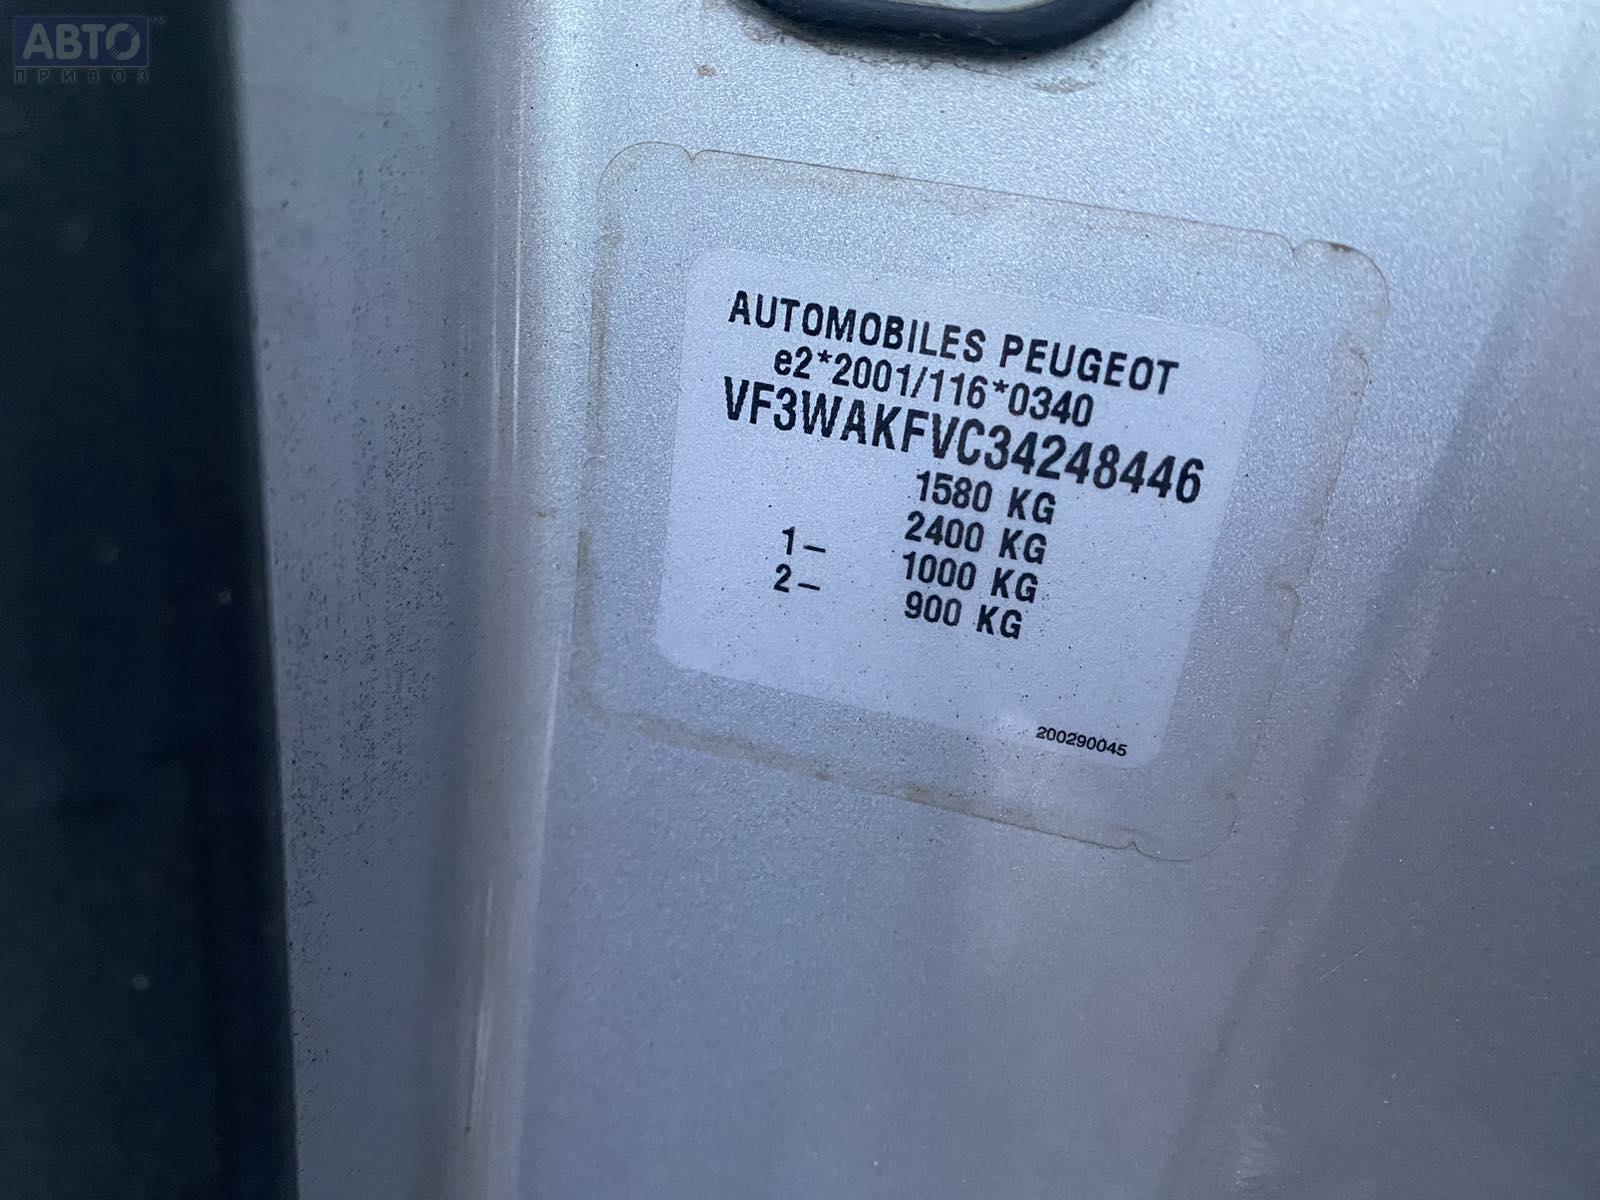 АВТО
ПРИВОЗ
AUTOMOBILES PEUGEOT
e2*2001/116*0340
VF3WAKFVC34248446
1580 KG
2400 KG
1- 1000 KG
2- 900 KG
200290045